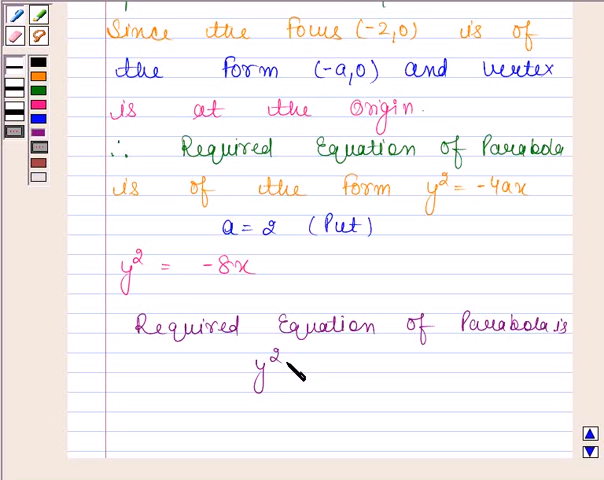 Since the focus (-2,0) is of
the form (-a,0) and vertex
is at the origin.
∴ Required Equation of Parabola
is of the form y² = -4ax
a = 2 (Put)
y² = -8x
Required Equation of Parabola is
y²